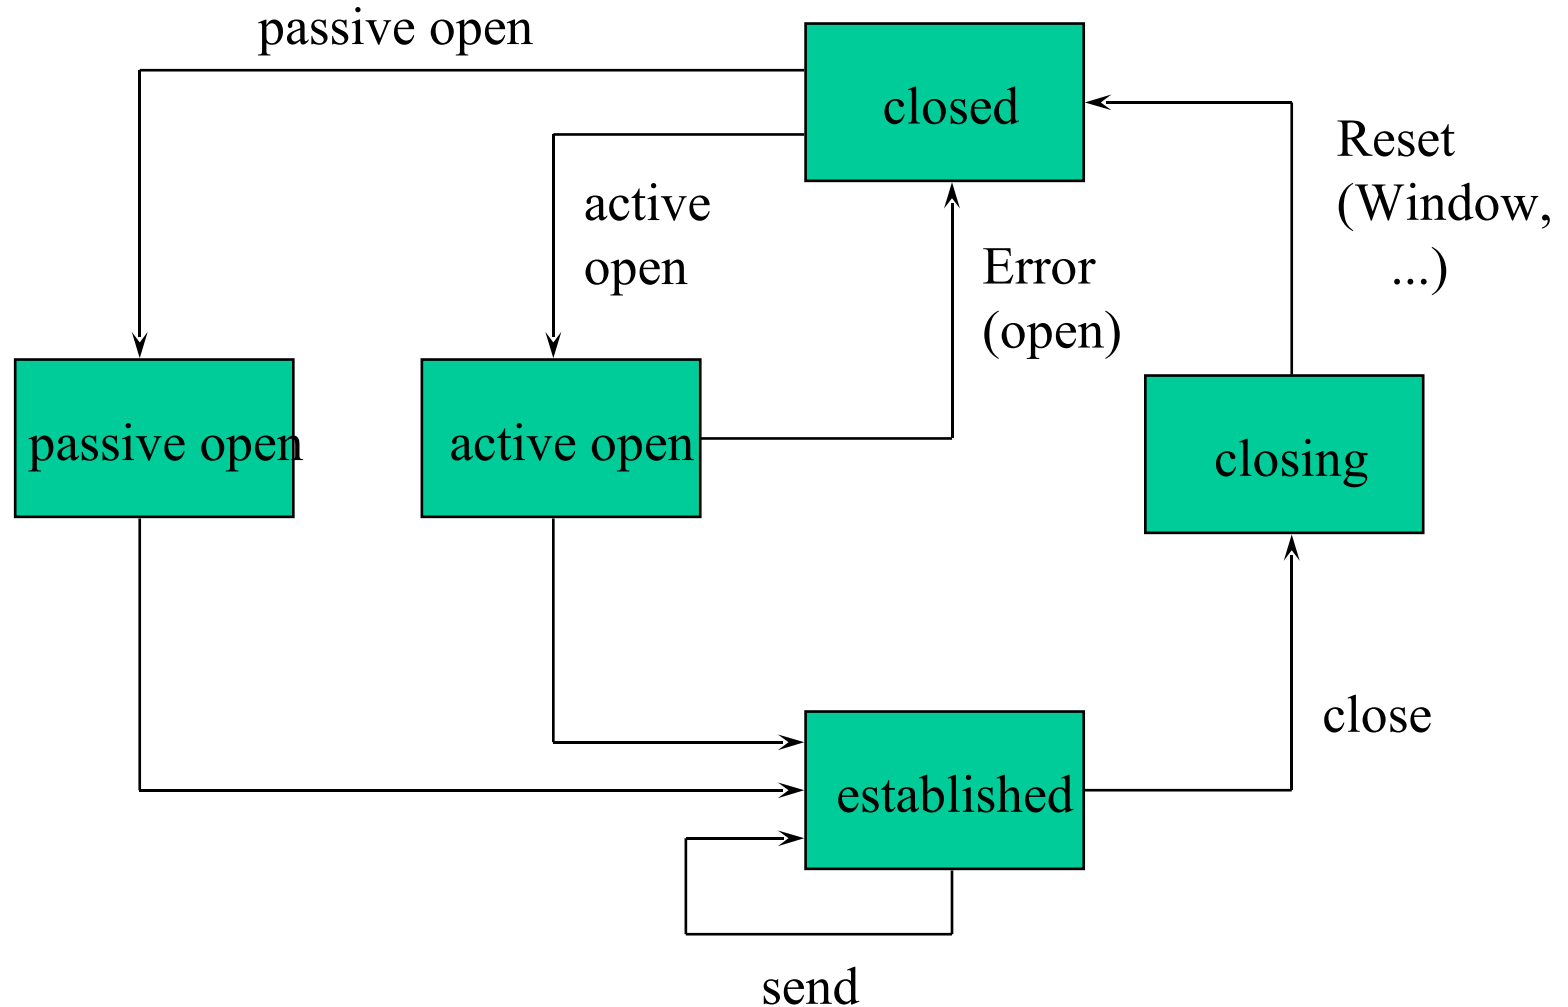 passive open
closed
Reset
(Window,
...)
active
open
Error
(open)
passive open
active open
closing
close
established
send